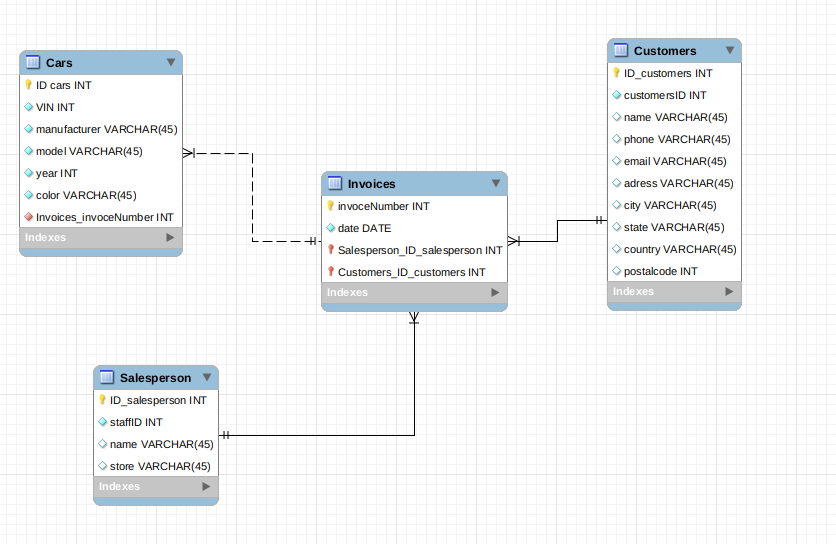 Cars
ID cars INT
VIN INT
manufacturer VARCHAR(45)
model VARCHAR(45)
year INT
color VARCHAR(45)
Invoices_invoceNumber INT
Indexes
Customers
ID_customers INT
customersID INT
name VARCHAR(45)
phone VARCHAR(45)
email VARCHAR(45)
adress VARCHAR(45)
city VARCHAR(45)
state VARCHAR(45)
country VARCHAR(45)
postalcode INT
Indexes
Invoices
invoceNumber INT
date DATE
Salesperson_ID_salesperson INT
Customers_ID_customers INT
Indexes
Salesperson
ID_salesperson INT
staffID INT
name VARCHAR(45)
store VARCHAR(45)
Indexes